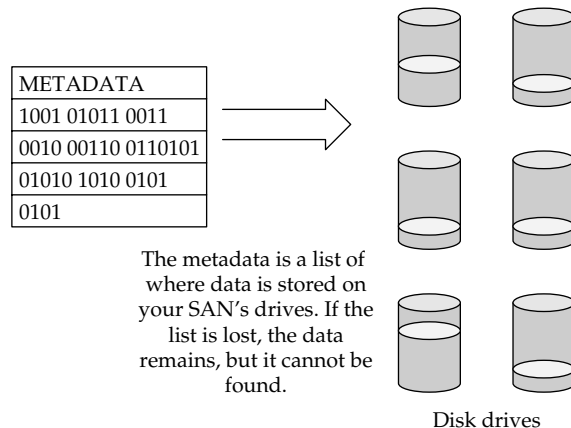 METADATA
1001 01011 0011
0010 00110 0110101
01010 1010 0101
0101
The metadata is a list of
where data is stored on
your SAN’s drives. If the
list is lost, the data
remains, but it cannot be
found.
Disk drives